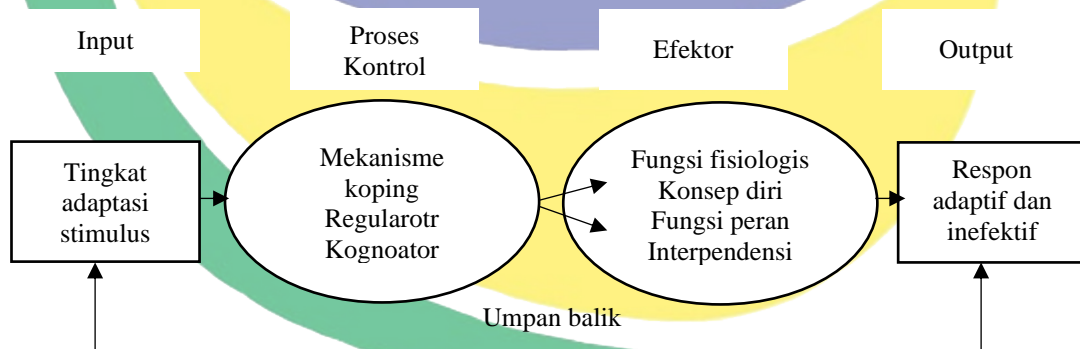 Input
Proses
Kontrol
Efektor
Output
Tingkat
adaptasi
stimulus
Mekanisme
koping
Regularotr
Kognoator
Fungsi fisiologis
Konsep diri
Fungsi peran
Interpendensi
Respon
adaptif dan
inefektif
Umpan balik